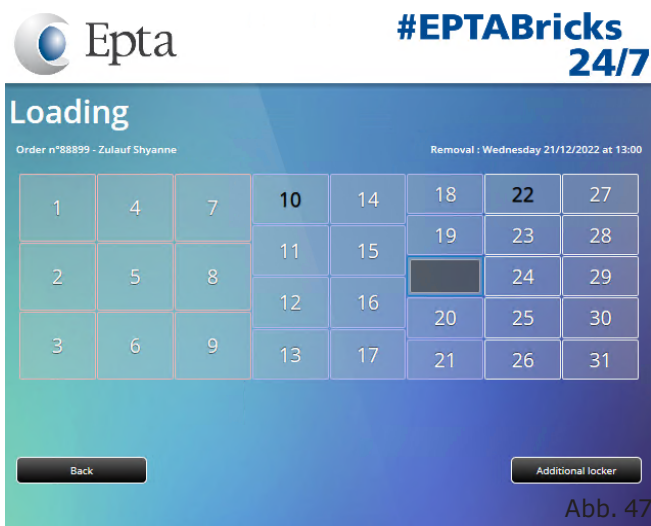 Epta
#EPTABricks
24/7
Loading
Order n°88899 - Zulauf Shyanne
Removal : Wednesday 21/12/2022 at 13:00
1 4 7 10 14 18 22 27
11 15 19 23 28
2 5 8 24 29
12 16 20 25 30
3 6 9 13 17 21 26 31
Back
Additional locker
Abb. 47